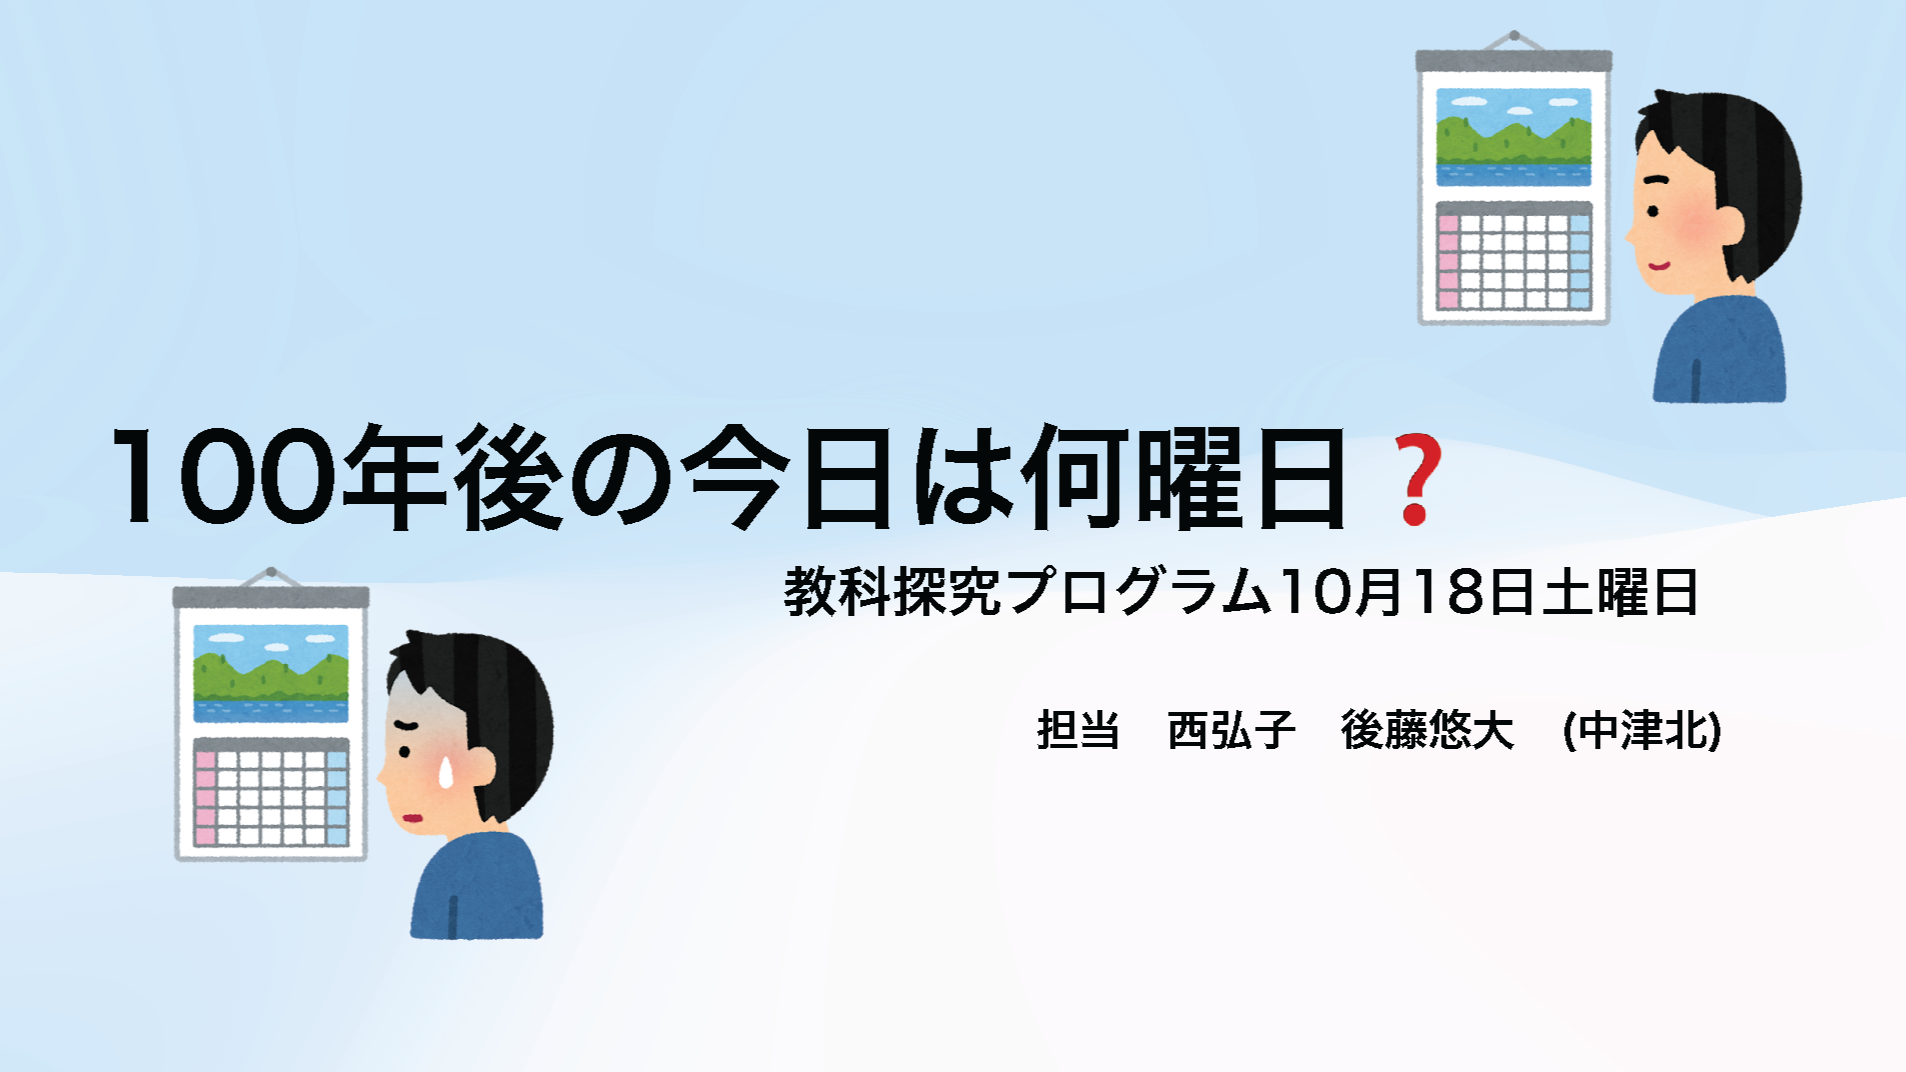 100年後の今日は何曜日❓
教科探究プログラム10月18日土曜日
担当　西弘子　後藤悠大　(中津北)